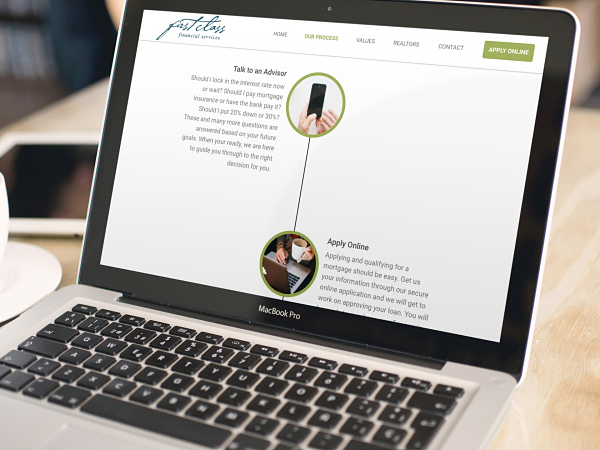 first class
financial services
HOME
OUR PROCESS
VALUES
REALTORS
CONTACT
APPLY ONLINE
Talk to an Advisor
Should I lock in the interest rate now
or wait? Should I pay mortgage
insurance or have the bank pay it?
Should I put 20% down or 30%?
These and many more questions are
answered based on your future
goals. When your ready, we are here
to guide you through to the right
decision for you.
Apply Online
Applying and qualifying for a
mortgage should be easy. Get us
your information through our secure
online application and we will get to
work on approving your loan. You will
MacBook Pro